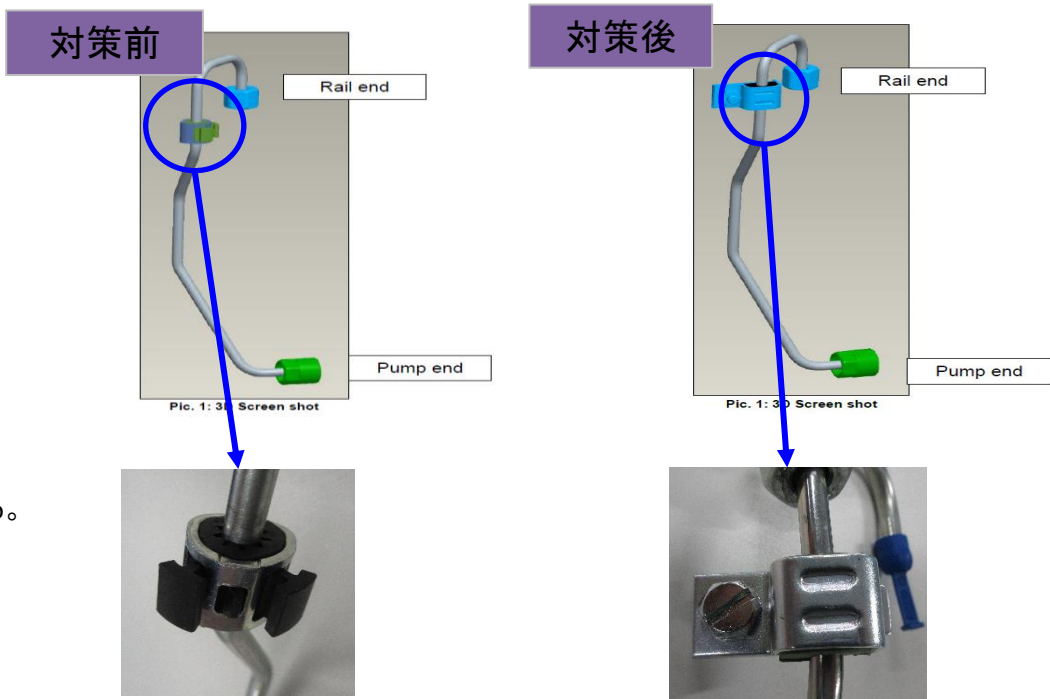 対策前
対策後
Rail end
Rail end
Pump end
Pump end
Pic. 1: 3D Screen shot
Pic. 1: 3D Screen shot
。